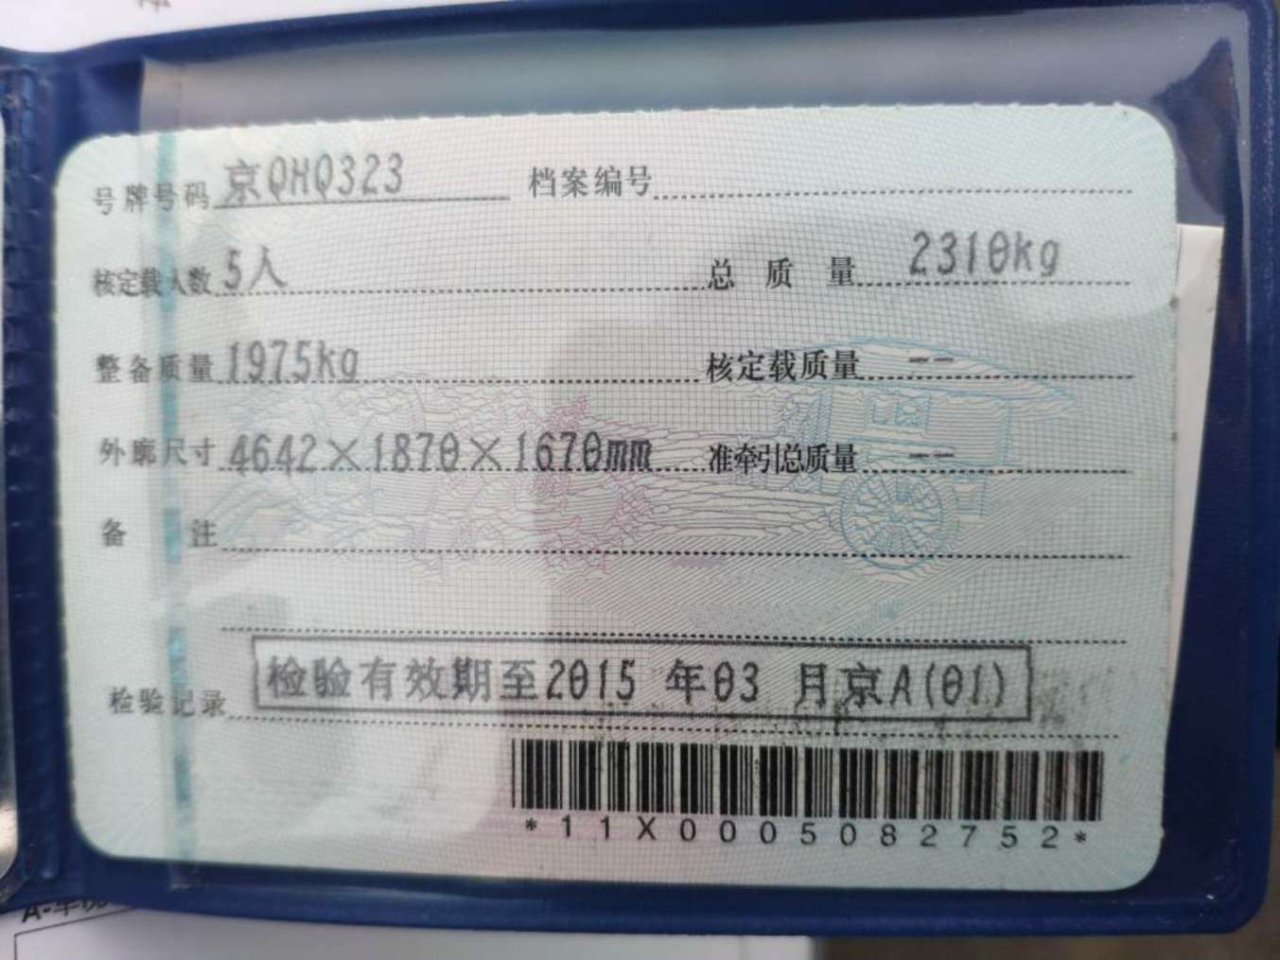 号牌号码 京QHQ323 档案编号
核定载人数 5人 总质量 2310kg
整备质量 1975kg 核定载质量 --
外廓尺寸 4642×1870×1670mm 准牵引总质量 --
备注
检验记录 检验有效期至2015年03月京A(01)
*11X0005082752*